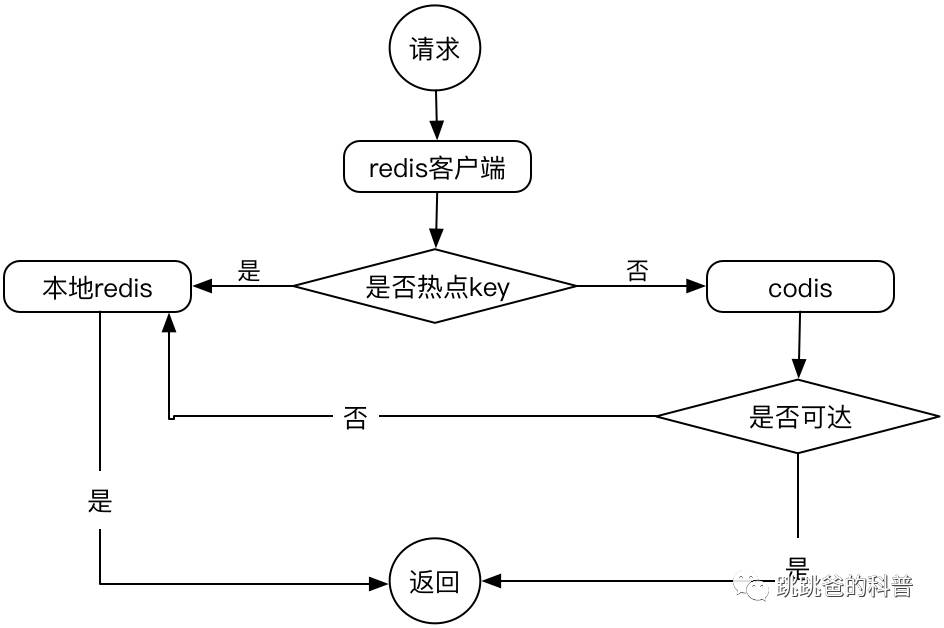 请求
redis客户端
是
否
本地redis
是否热点key
codis
否
是否可达
是
是
返回
跳跳爸的科普